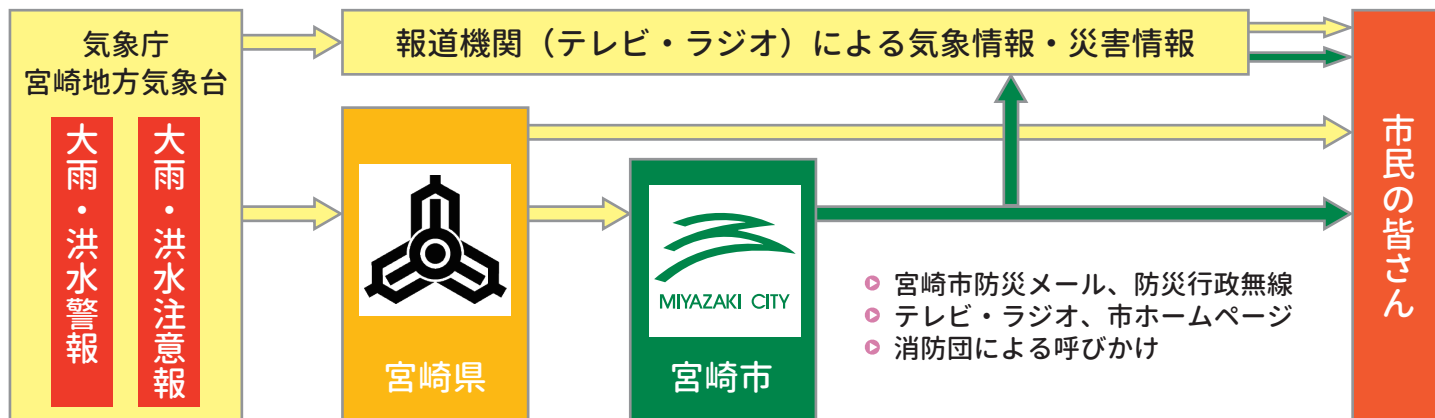 気象庁
宮崎地方気象台
大雨・洪水警報
大雨・洪水注意報
報道機関（テレビ・ラジオ）による気象情報・災害情報
宮崎県
MIYAZAKI CITY
宮崎市
宮崎市防災メール、防災行政無線
テレビ・ラジオ、市ホームページ
消防団による呼びかけ
市民の皆さん